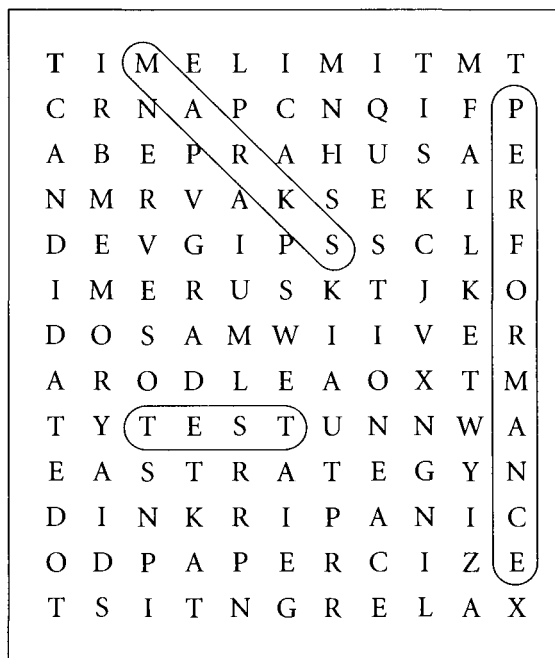 T I M E L I M I T M T
C R N A P C N Q I F P
A B E P R A H U S A E
N M R V A K S E K I R
D E V G I P S S C L F
I M E R U S K T J K O
D O S A M W I I V E R
A R O D L E A O X T M
T Y T E S T U N N W A
E A S T R A T E G Y N
D I N K R I P A N I C
O D P A P E R C I Z E
T S I T N G R E L A X